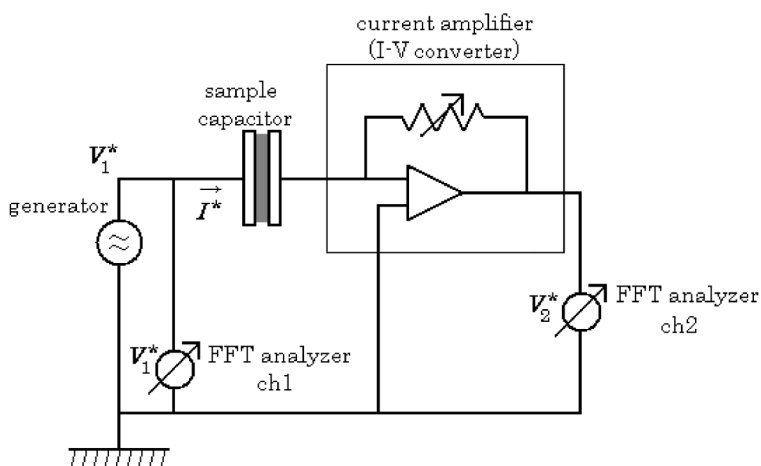 current amplifier
(I-V converter)
sample
capacitor
V₁*
generator
I*
V₁*
FFT analyzer
ch1
V₂*
FFT analyzer
ch2